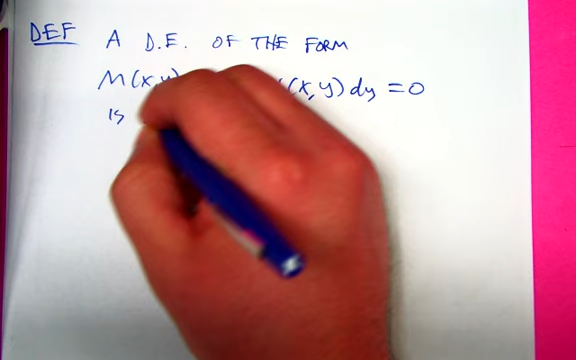 DEF A D.E. OF THE FORM
M(x,y) (x,y)dy = 0
IS